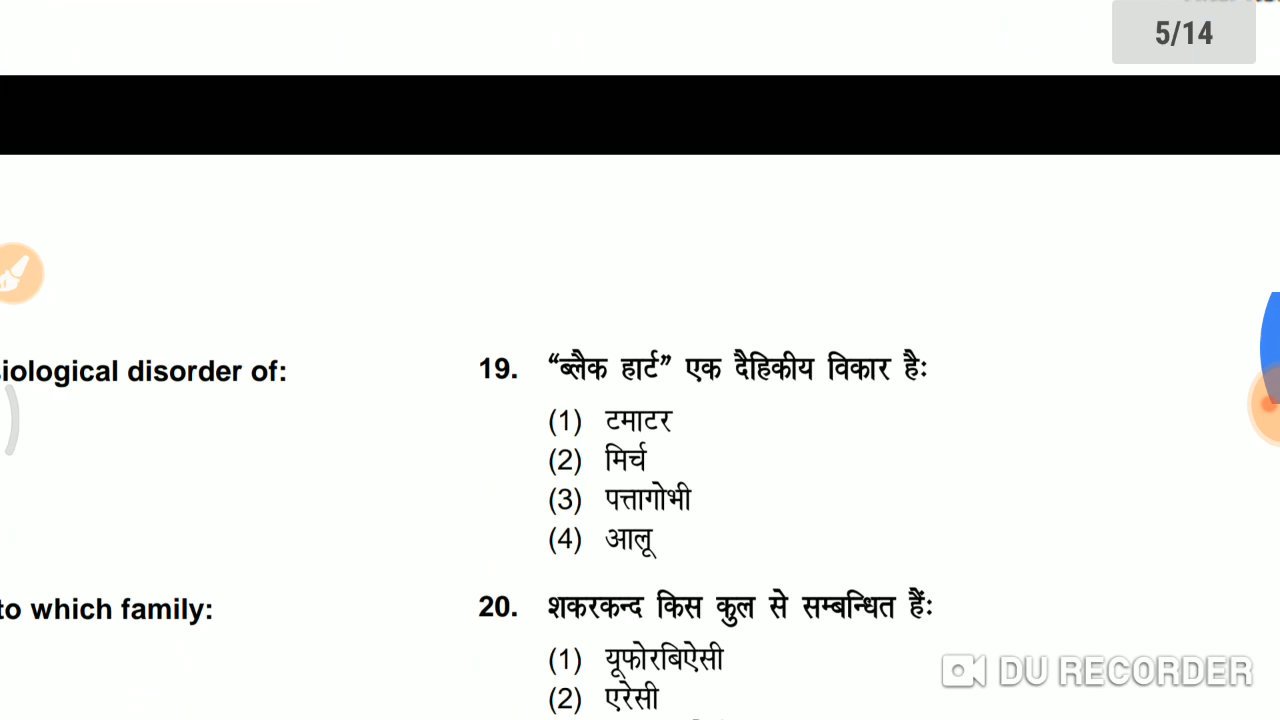 5/14
siological disorder of:
19. “ब्लैक हार्ट” एक दैहिकीय विकार हैः
(1) टमाटर
(2) मिर्च
(3) पत्तागोभी
(4) आलू
to which family:
20. शकरकन्द किस कुल से सम्बन्धित हैंः
(1) यूफोरबिऐसी
(2) एरेसी
DU RECORDER